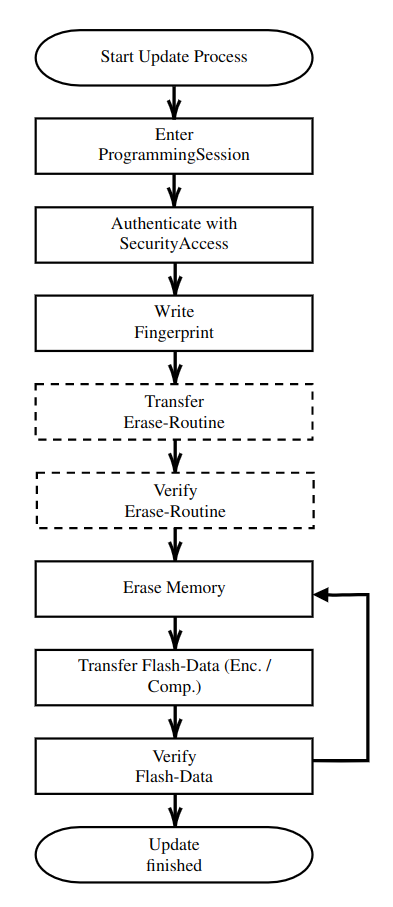 Start Update Process
Enter
ProgrammingSession
Authenticate with
SecurityAccess
Write
Fingerprint
Transfer
Erase-Routine
Verify
Erase-Routine
Erase Memory
Transfer Flash-Data (Enc. /
Comp.)
Verify
Flash-Data
Update
finished